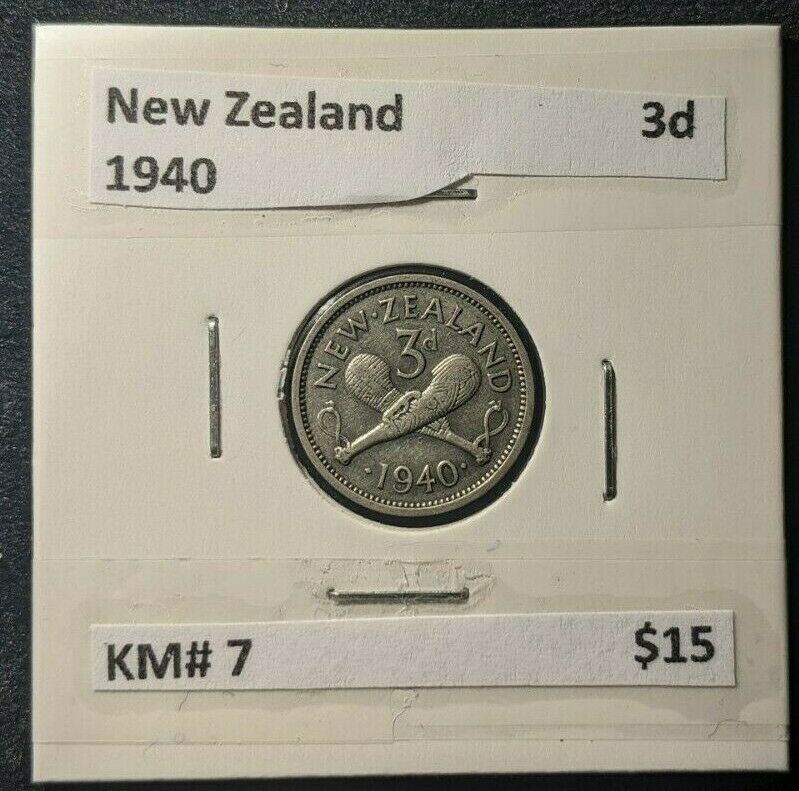 New Zealand 3d
1940
NEW·ZEALAND
3d
·1940·
KM# 7 $15